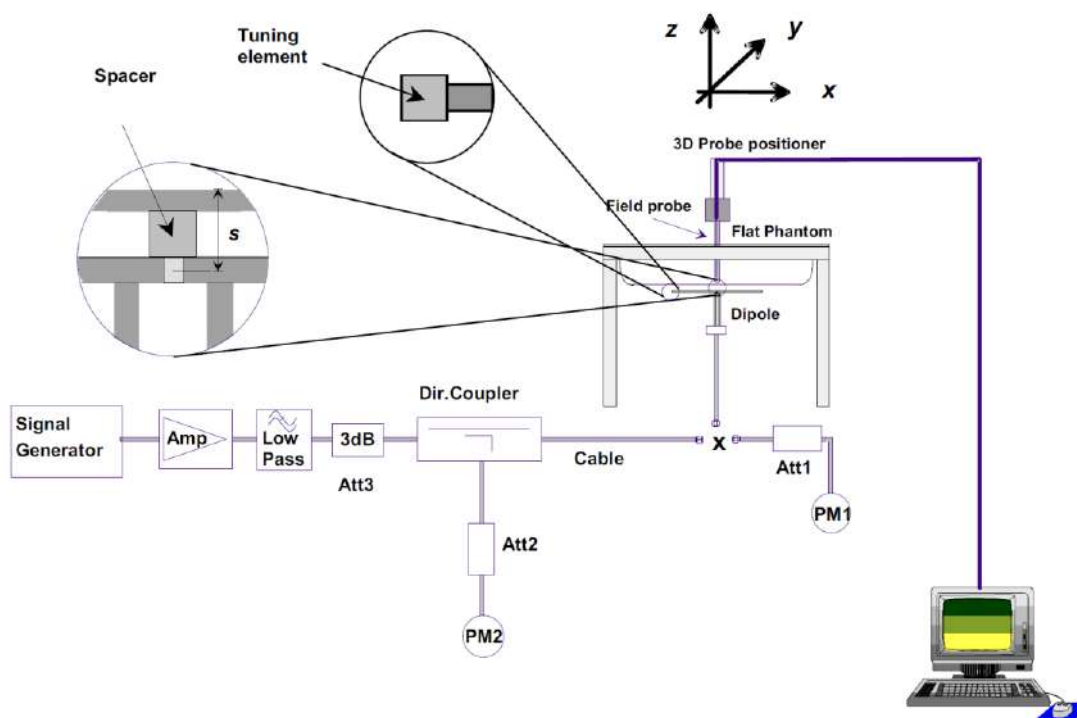 Tuning
element
Spacer
s
z
y
x
3D Probe positioner
Field probe
Flat Phantom
Dipole
Dir.Coupler
Signal
Generator
Amp
Low
Pass
3dB
Att3
Cable
x
Att1
PM1
Att2
PM2